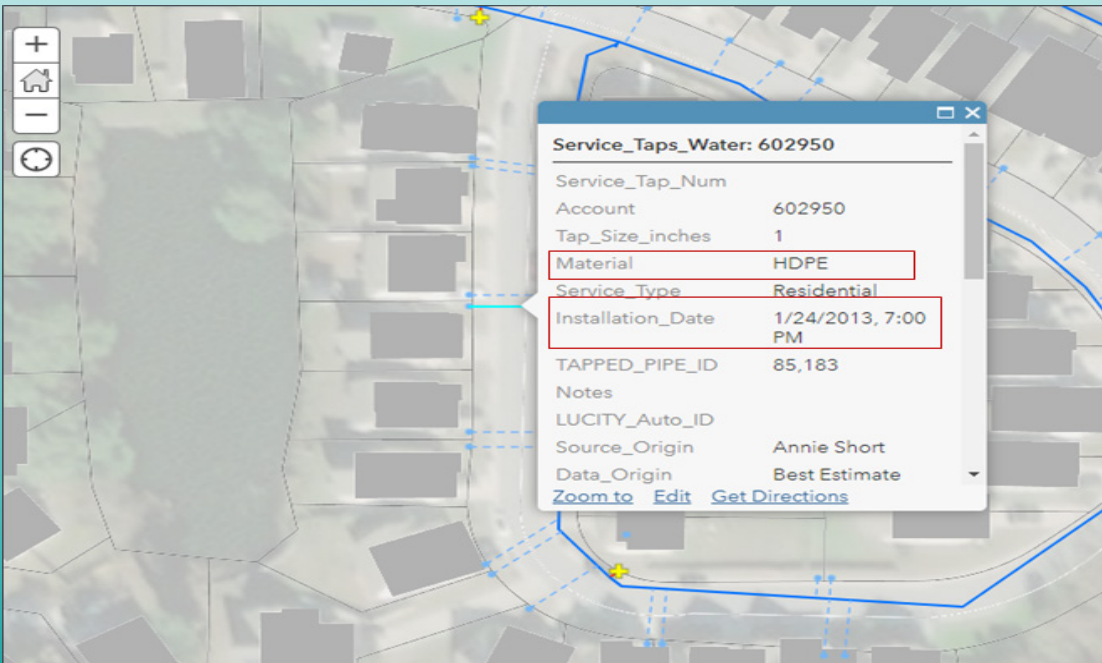 Service_Taps_Water: 602950
Service_Tap_Num
Account 602950
Tap_Size_inches 1
Material HDPE
Service_Type Residential
Installation_Date 1/24/2013, 7:00
PM
TAPPED_PIPE_ID 85,183
Notes
LUCITY_Auto_ID
Source_Origin Annie Short
Data_Origin Best Estimate
Zoom to Edit Get Directions